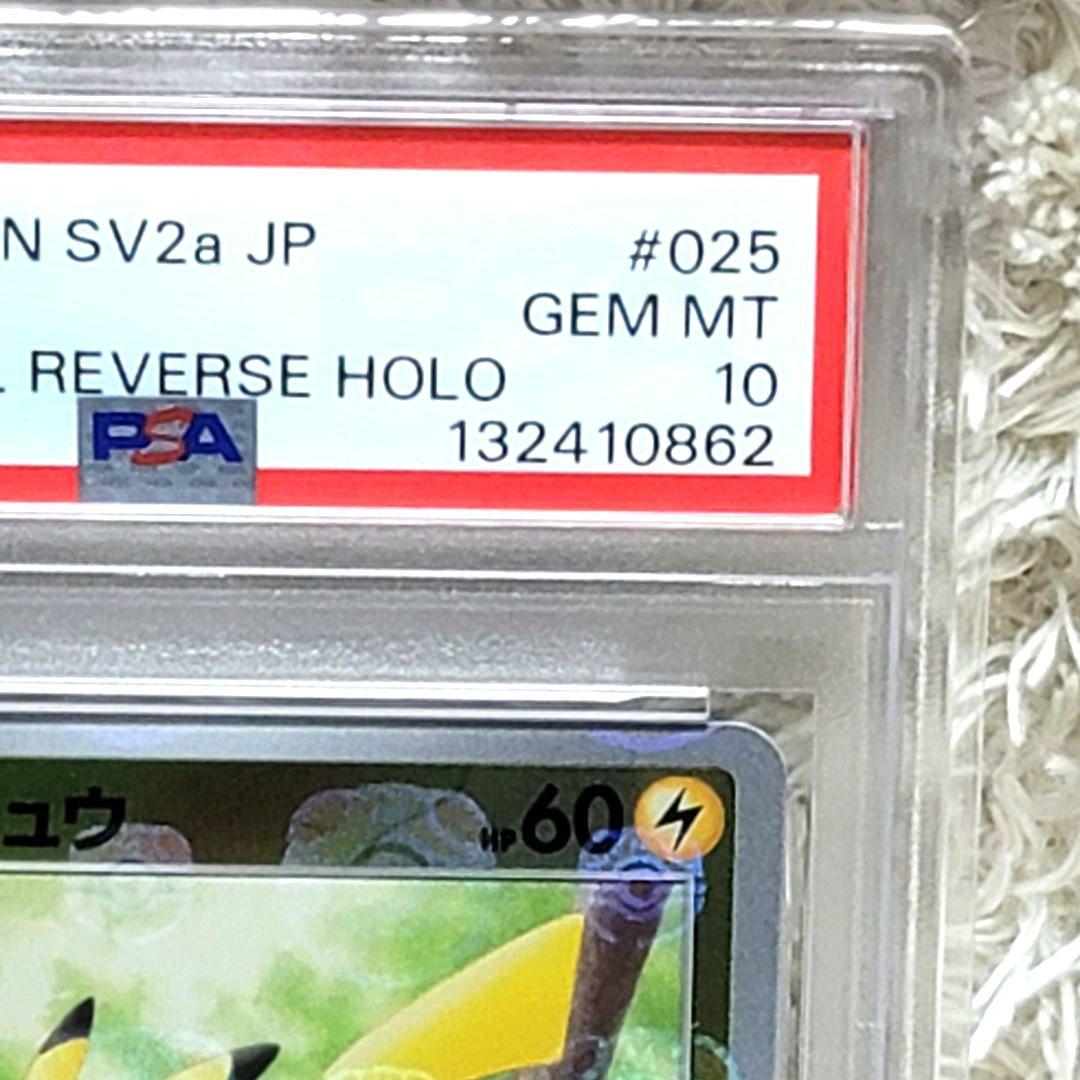 N SV2a JP #025
GEM MT
REVERSE HOLO 10
PSA 132410862
ュウ HP60